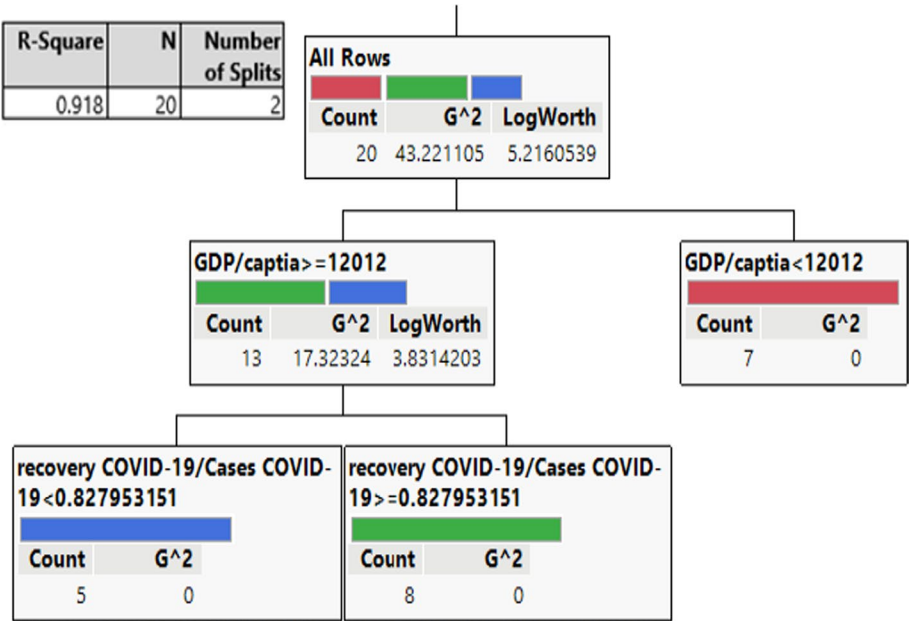 R-Square N Number of Splits
0.918 20 2
All Rows
Count G^2 LogWorth
20 43.221105 5.2160539
GDP/captia>=12012
Count G^2 LogWorth
13 17.32324 3.8314203
GDP/captia<12012
Count G^2
7 0
recovery COVID-19/Cases COVID-
19<0.827953151
Count G^2
5 0
recovery COVID-19/Cases COVID-
19>=0.827953151
Count G^2
8 0